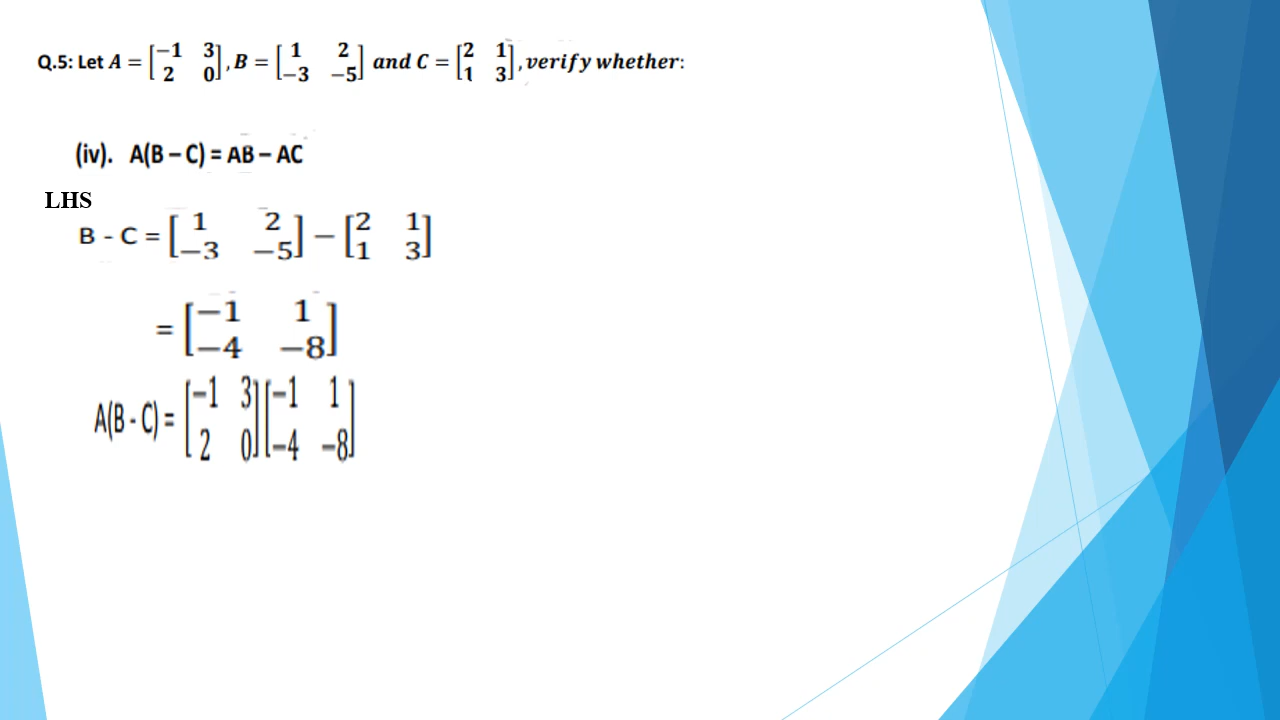 Q.5: Let A = [−1 3
2 0], B = [1 2
−3 −5] and C = [2 1
1 3], verify whether:
(iv). A(B – C) = AB – AC
LHS
B - C = [1 2
−3 −5] − [2 1
1 3]
= [−1 1
−4 −8]
A(B - C) = [−1 3
2 0] [−1 1
−4 −8]